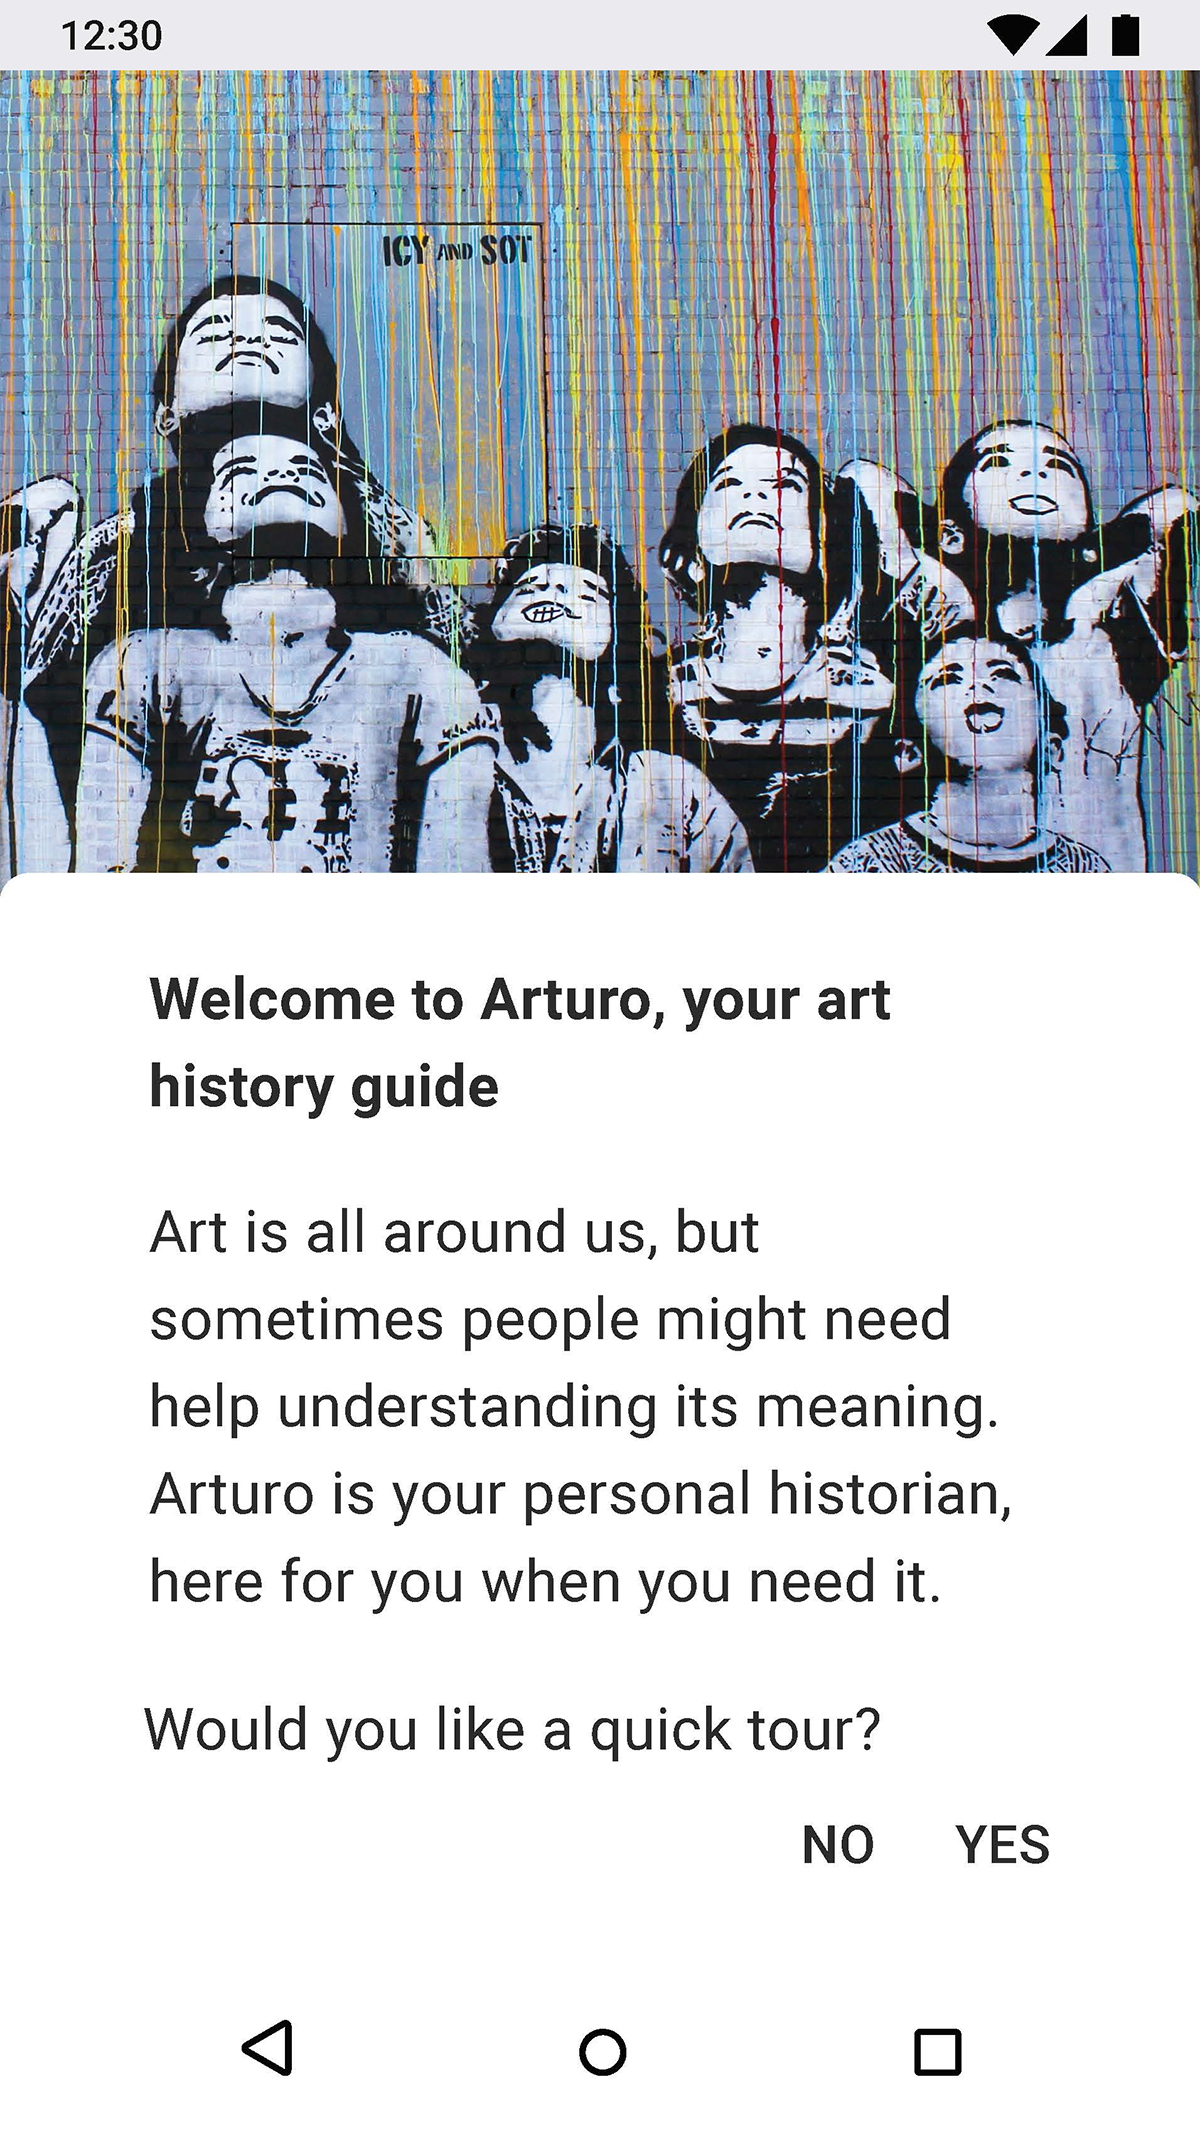 12:30
ICY AND SOT
Welcome to Arturo, your art
history guide
Art is all around us, but
sometimes people might need
help understanding its meaning.
Arturo is your personal historian,
here for you when you need it.
Would you like a quick tour?
NO YES